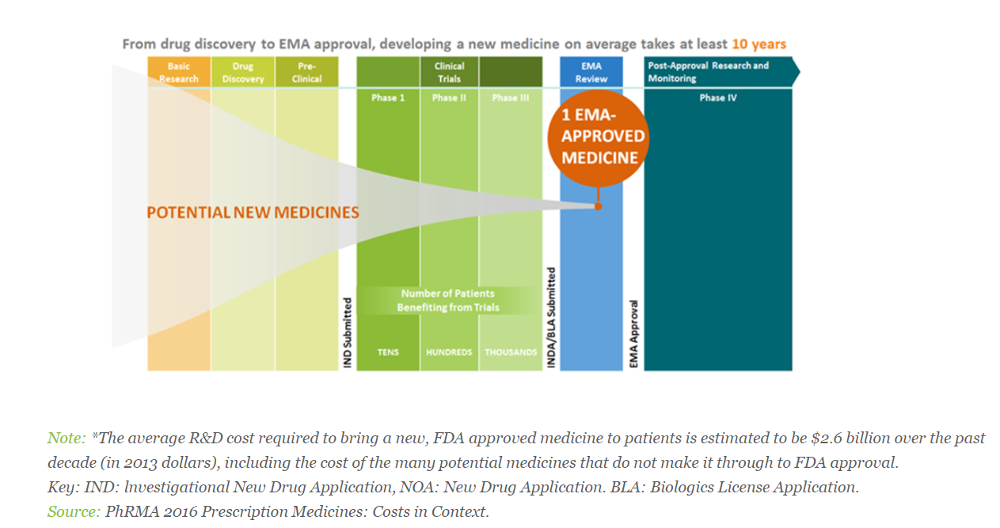 From drug discovery to EMA approval, developing a new medicine on average takes at least 10 years
Basic
Research
Drug
Discovery
Pre-
Clinical
Clinical
Trials
EMA
Review
Post-Approval Research and
Monitoring
Phase 1
Phase II
Phase III
Phase IV
1 EMA-
APPROVED
MEDICINE
POTENTIAL NEW MEDICINES
Number of Patients
Benefiting from Trials
TENS
HUNDREDS
THOUSANDS
IND Submitted
INDA/BLA Submitted
EMA Approval
Note: *The average R&D cost required to bring a new, FDA approved medicine to patients is estimated to be $2.6 billion over the past
decade (in 2013 dollars), including the cost of the many potential medicines that do not make it through to FDA approval.
Key: IND: lnvestigational New Drug Application, NOA: New Drug Application. BLA: Biologics License Application.
Source: PhRMA 2016 Prescription Medicines: Costs in Context.